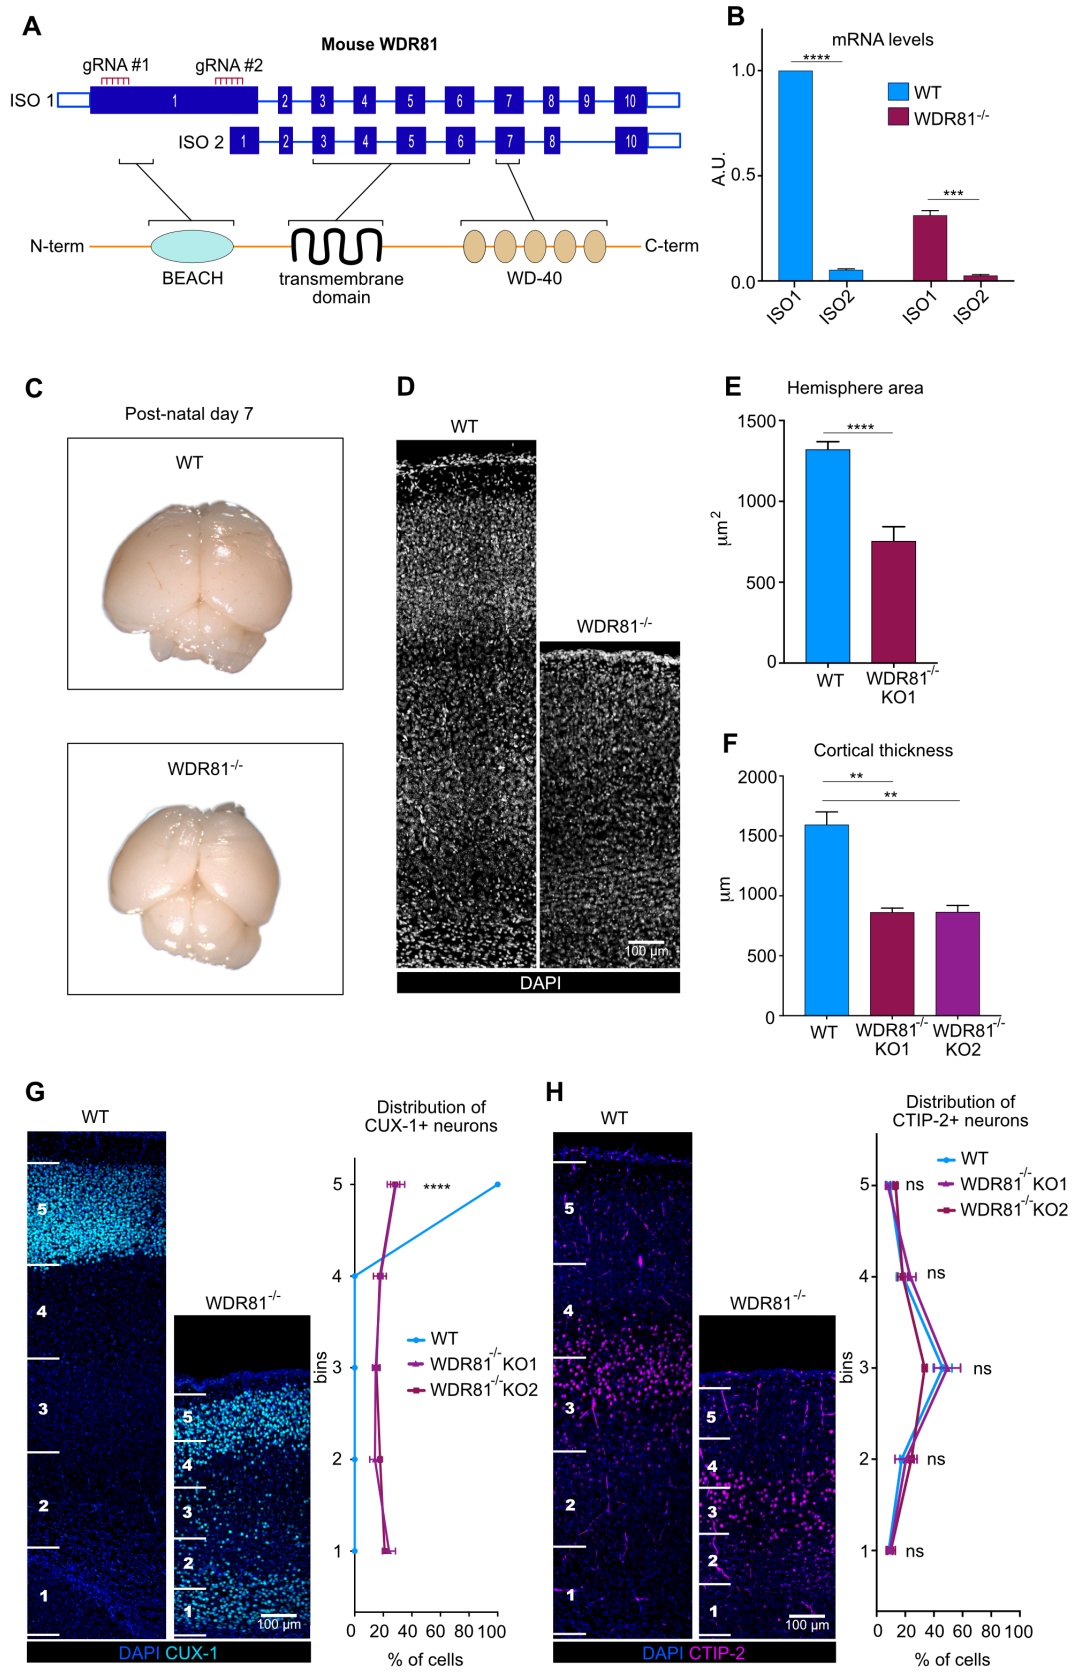 A
Mouse WDR81
gRNA #1
gRNA #2
ISO 1
1
2
3
4
5
6
7
8
9
10
ISO 2
1
2
3
4
5
6
7
8
10
N-term
C-term
BEACH
transmembrane
domain
WD-40
B
mRNA levels
****
WT
WDR81-/-
***
A.U.
1.0
0.5
0.0
ISO1
ISO2
ISO1
ISO2
C
Post-natal day 7
WT
WDR81-/-
D
WT
WDR81-/-
100 µm
DAPI
E
Hemisphere area
****
µm2
1500
1000
500
0
WT
WDR81-/-
KO1
F
Cortical thickness
**
**
µm
2000
1500
1000
500
0
WT
WDR81-/-
KO1
WDR81-/-
KO2
G
WT
5
4
3
2
1
WDR81-/-
5
4
3
2
1
100 µm
DAPI CUX-1
Distribution of
CUX-1+ neurons
****
bins
5
4
3
2
1
WT
WDR81-/-KO1
WDR81-/-KO2
0 20 40 60 80 100
% of cells
H
WT
5
4
3
2
1
WDR81-/-
5
4
3
2
1
100 µm
DAPI CTIP-2
Distribution of
CTIP-2+ neurons
WT
WDR81-/-KO1
WDR81-/-KO2
bins
5
4
3
2
1
ns
ns
ns
ns
ns
0 20 40 60 80 100
% of cells